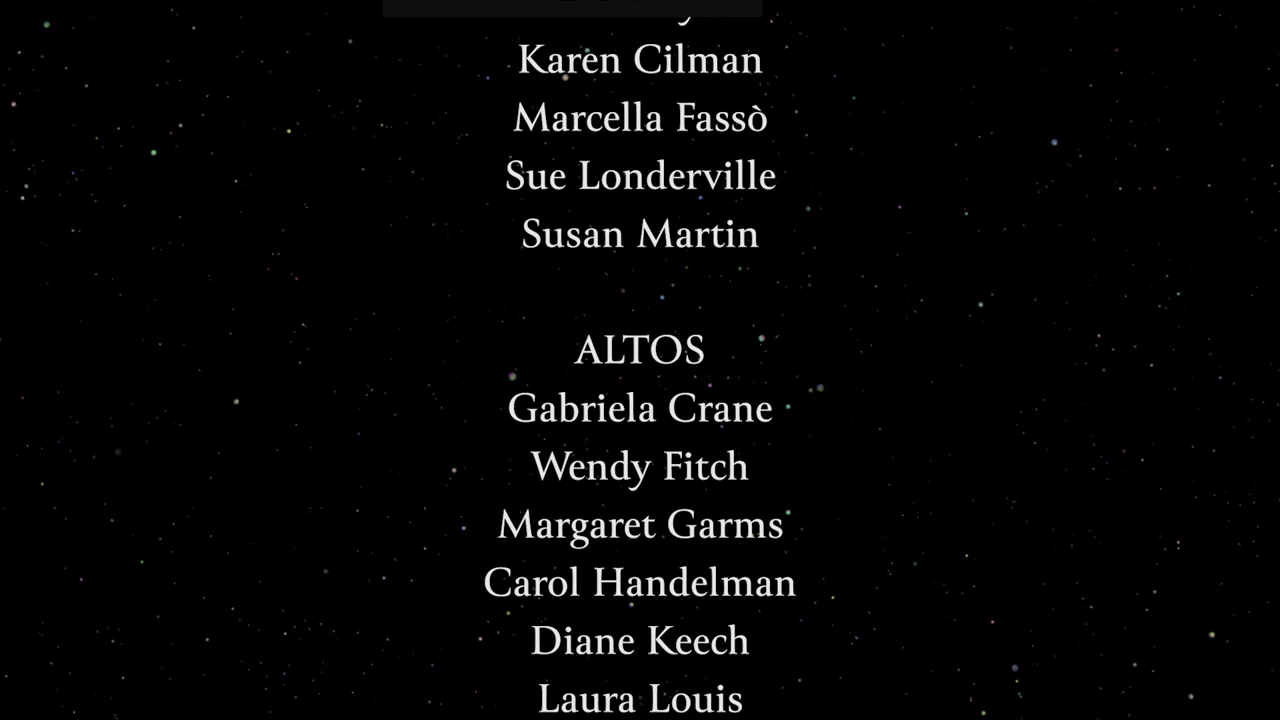 Karen Cilman
Marcella Fassò
Sue Londerville
Susan Martin
ALTOS
Gabriela Crane
Wendy Fitch
Margaret Garms
Carol Handelman
Diane Keech
Laura Louis